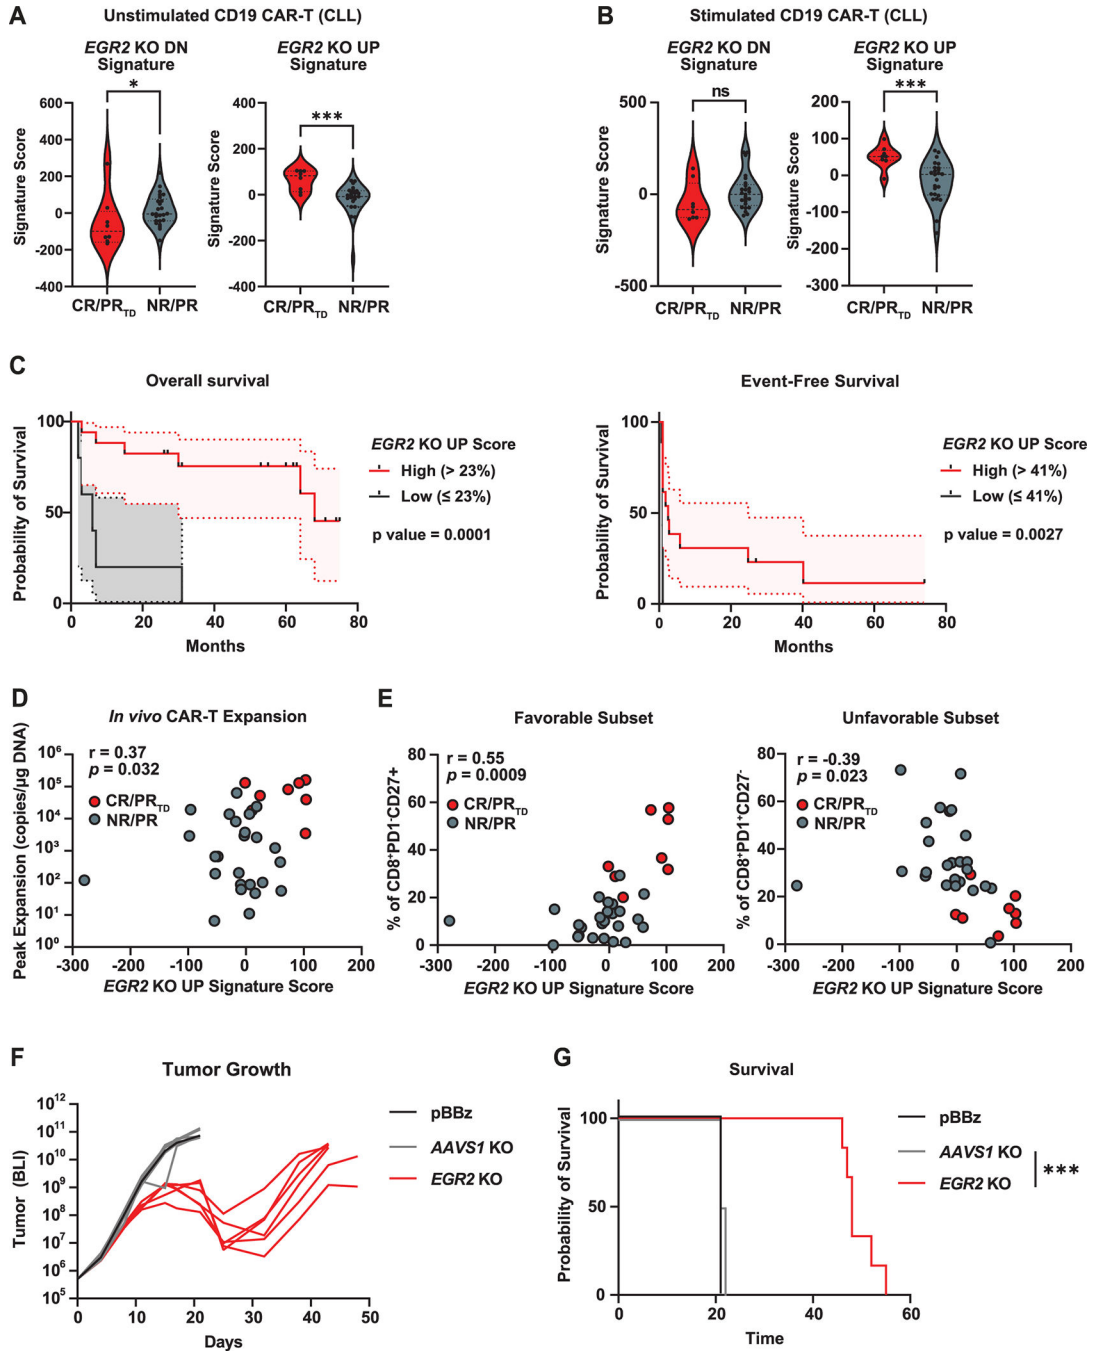 A
Unstimulated CD19 CAR-T (CLL)
EGR2 KO DN
Signature
EGR2 KO UP
Signature
Signature Score
600
400
200
0
-200
-400
*
CR/PRTD
NR/PR
Signature Score
400
200
0
-200
-400
***
CR/PRTD
NR/PR
B
Stimulated CD19 CAR-T (CLL)
EGR2 KO DN
Signature
EGR2 KO UP
Signature
Signature Score
500
0
-500
ns
CR/PRTD
NR/PR
Signature Score
200
100
0
-100
-200
-300
***
CR/PRTD
NR/PR
C
Overall survival
Probability of Survival
100
50
0
0
20
40
60
80
Months
EGR2 KO UP Score
High (> 23%)
Low (≤ 23%)
p value = 0.0001
Event-Free Survival
Probability of Survival
100
50
0
0
20
40
60
80
Months
EGR2 KO UP Score
High (> 41%)
Low (≤ 41%)
p value = 0.0027
D
In vivo CAR-T Expansion
Peak Expansion (copies/µg DNA)
10⁶
10⁵
10⁴
10³
10²
10¹
10⁰
r = 0.37
p = 0.032
CR/PRTD
NR/PR
-300
-200
-100
0
100
200
EGR2 KO UP Signature Score
E
Favorable Subset
% of CD8⁺PD1⁻CD27+
80
60
40
20
0
r = 0.55
p = 0.0009
CR/PRTD
NR/PR
-300
-200
-100
0
100
200
EGR2 KO UP Signature Score
Unfavorable Subset
% of CD8⁺PD1⁺CD27⁻
80
60
40
20
0
r = -0.39
p = 0.023
CR/PRTD
NR/PR
-300
-200
-100
0
100
200
EGR2 KO UP Signature Score
F
Tumor Growth
Tumor (BLI)
10¹²
10¹¹
10¹⁰
10⁹
10⁸
10⁷
10⁶
10⁵
0
10
20
30
40
50
Days
pBBz
AAVS1 KO
EGR2 KO
G
Survival
Probability of Survival
100
50
0
0
20
40
60
Time
pBBz
AAVS1 KO
EGR2 KO
***